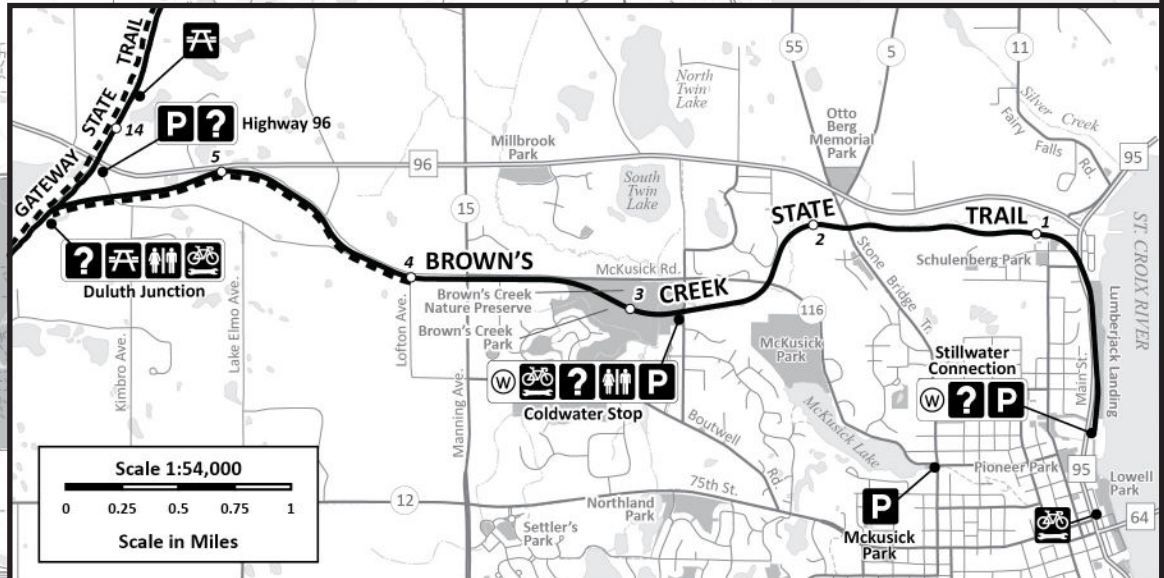 GATEWAY STATE TRAIL
14
P ?
Highway 96
?
Duluth Junction
5
96
Millbrook
Park
North
Twin
Lake
South
Twin
Lake
55
5
11
Otto
Berg
Memorial
Park
Silver Creek
Fairy Falls Rd.
95
15
4
BROWN'S CREEK STATE TRAIL
3
2
1
McKusick Rd.
Brown's Creek
Nature Preserve
Brown's Creek
Park
W ? P
Coldwater Stop
116
McKusick
Park
McKusick Lake
Stone Bridge Tr.
Schulenberg Park
ST. CROIX RIVER
Lumberjack Landing
Main St.
Stillwater
Connection
W ? P
Kimbro Ave.
Lake Elmo Ave.
Lofton Ave.
Manning Ave.
Boutwell Rd.
75th St.
12
Northland
Park
Settler's
Park
P
Mckusick
Park
Pioneer Park
95
Lowell
Park
64
Scale 1:54,000
0 0.25 0.5 0.75 1
Scale in Miles